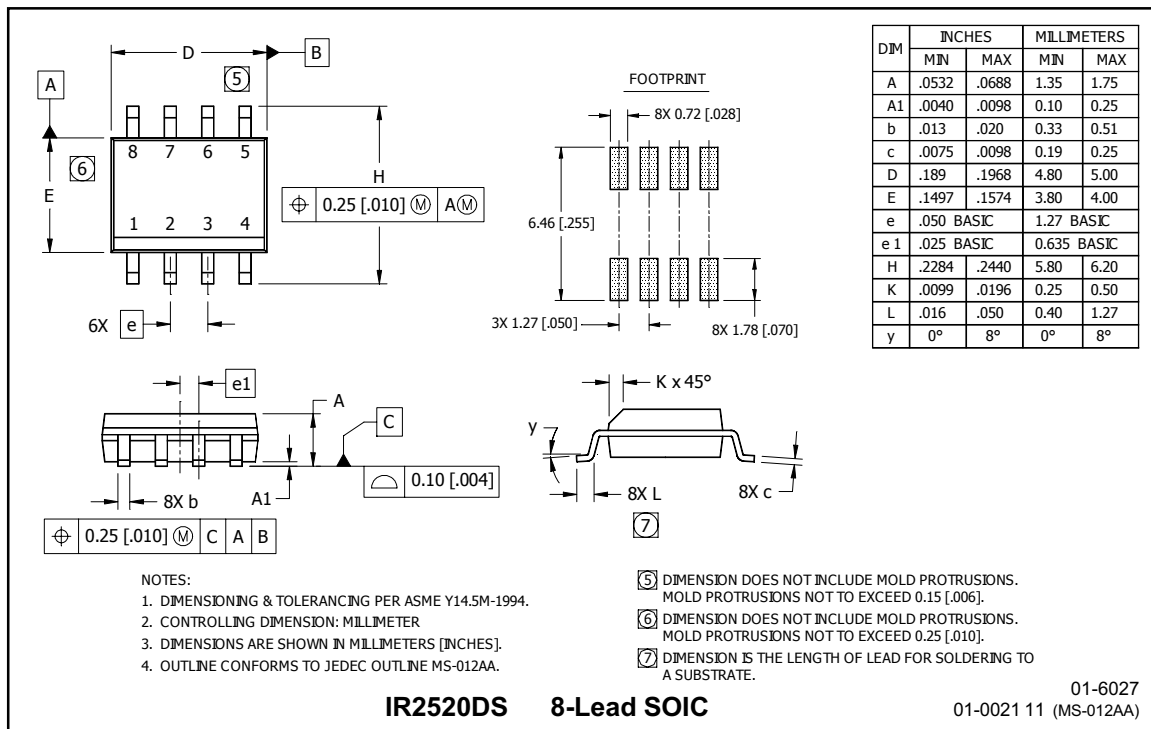 D
B
5
A
8 7 6 5
6
E
H
⌖ 0.25 [.010] Ⓜ A Ⓜ
1 2 3 4
6X e
FOOTPRINT
8X 0.72 [.028]
6.46 [.255]
3X 1.27 [.050]
8X 1.78 [.070]
DIM INCHES MILLIMETERS
MIN MAX MIN MAX
A .0532 .0688 1.35 1.75
A1 .0040 .0098 0.10 0.25
b .013 .020 0.33 0.51
c .0075 .0098 0.19 0.25
D .189 .1968 4.80 5.00
E .1497 .1574 3.80 4.00
e .050 BASIC 1.27 BASIC
e 1 .025 BASIC 0.635 BASIC
H .2284 .2440 5.80 6.20
K .0099 .0196 0.25 0.50
L .016 .050 0.40 1.27
y 0° 8° 0° 8°
e1
A
C
⌓ 0.10 [.004]
8X b
A1
⌖ 0.25 [.010] Ⓜ C A B
K x 45°
y
8X L
8X c
7
NOTES:
1. DIMENSIONING & TOLERANCING PER ASME Y14.5M-1994.
2. CONTROLLING DIMENSION: MILLIMETER
3. DIMENSIONS ARE SHOWN IN MILLIMETERS [INCHES].
4. OUTLINE CONFORMS TO JEDEC OUTLINE MS-012AA.
5 DIMENSION DOES NOT INCLUDE MOLD PROTRUSIONS.
MOLD PROTRUSIONS NOT TO EXCEED 0.15 [.006].
6 DIMENSION DOES NOT INCLUDE MOLD PROTRUSIONS.
MOLD PROTRUSIONS NOT TO EXCEED 0.25 [.010].
7 DIMENSION IS THE LENGTH OF LEAD FOR SOLDERING TO
A SUBSTRATE.
IR2520DS 8-Lead SOIC
01-6027
01-0021 11 (MS-012AA)